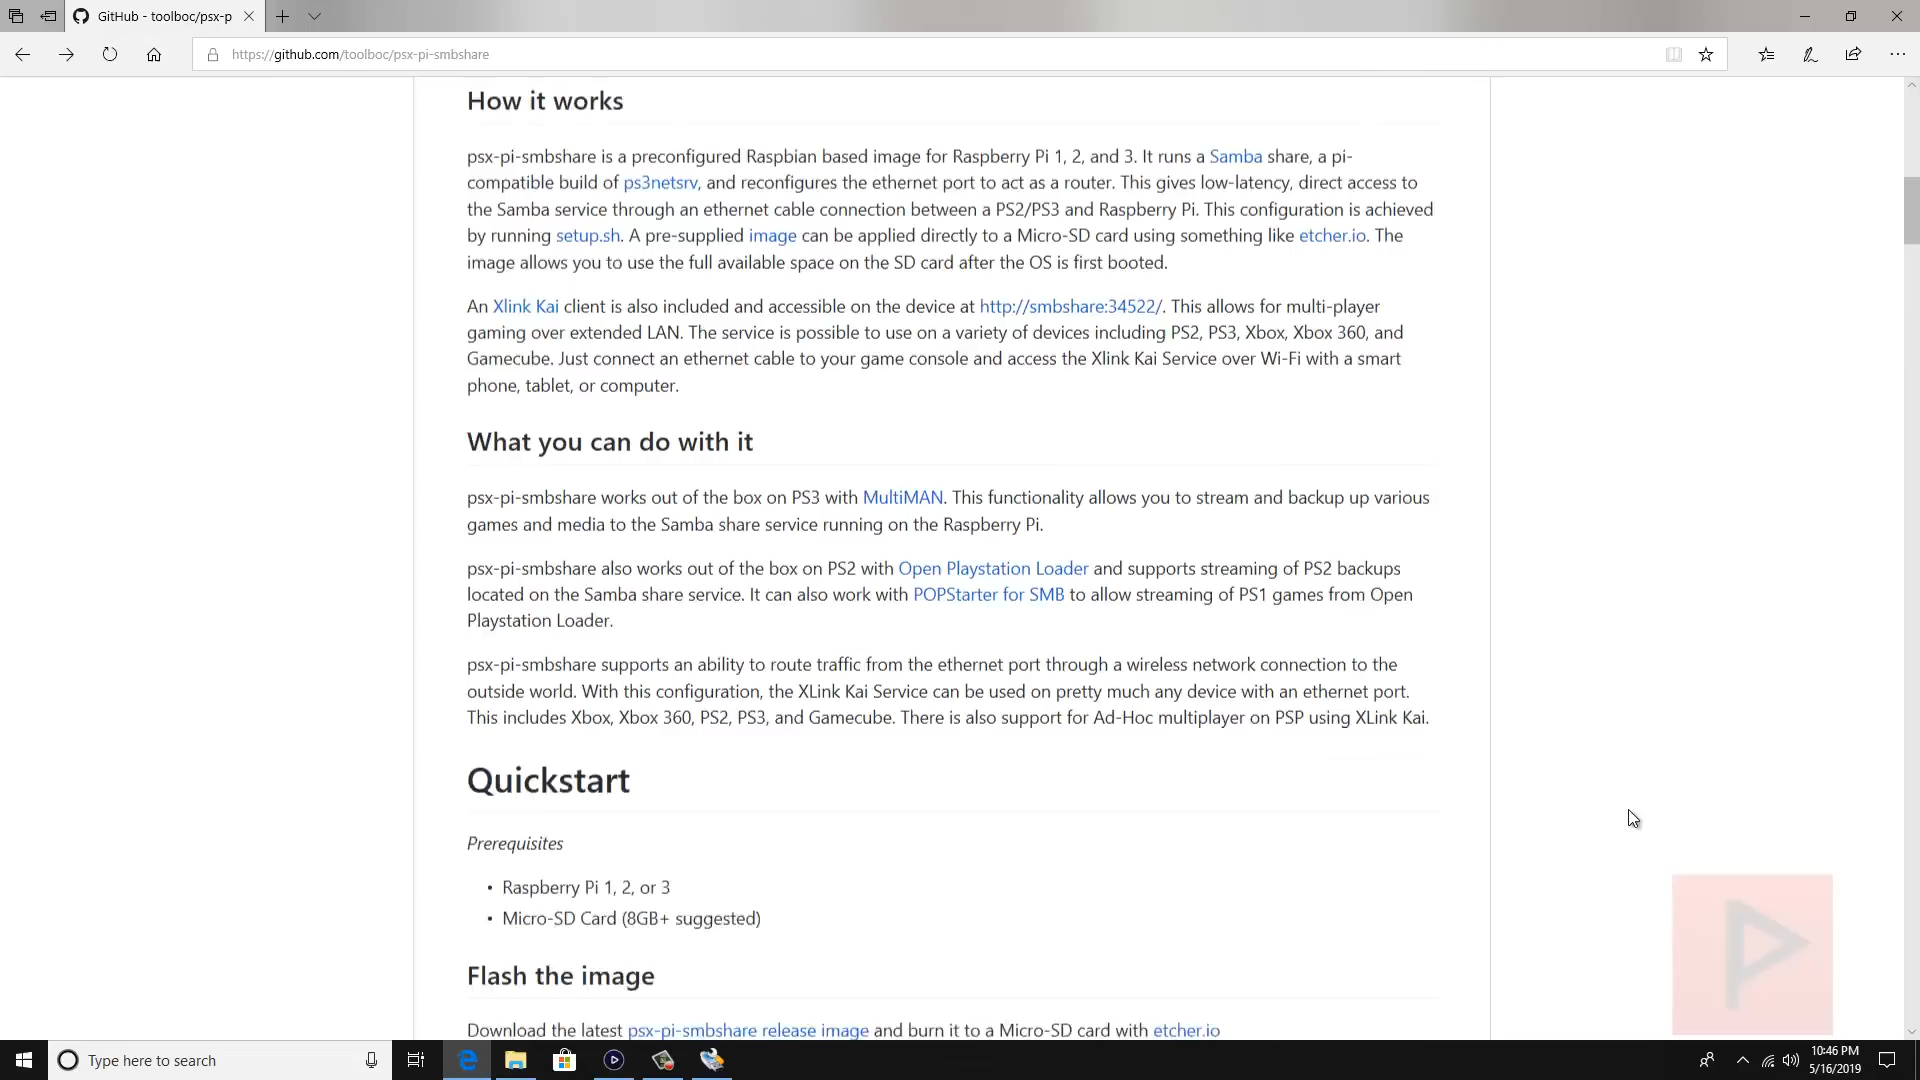 GitHub - toolboc/psx-p
https://github.com/toolboc/psx-pi-smbshare
How it works
psx-pi-smbshare is a preconfigured Raspbian based image for Raspberry Pi 1, 2, and 3. It runs a Samba share, a pi-
compatible build of ps3netsrv, and reconfigures the ethernet port to act as a router. This gives low-latency, direct access to
the Samba service through an ethernet cable connection between a PS2/PS3 and Raspberry Pi. This configuration is achieved
by running setup.sh. A pre-supplied image can be applied directly to a Micro-SD card using something like etcher.io. The
image allows you to use the full available space on the SD card after the OS is first booted.
An Xlink Kai client is also included and accessible on the device at http://smbshare:34522/. This allows for multi-player
gaming over extended LAN. The service is possible to use on a variety of devices including PS2, PS3, Xbox, Xbox 360, and
Gamecube. Just connect an ethernet cable to your game console and access the Xlink Kai Service over Wi-Fi with a smart
phone, tablet, or computer.
What you can do with it
psx-pi-smbshare works out of the box on PS3 with MultiMAN. This functionality allows you to stream and backup up various
games and media to the Samba share service running on the Raspberry Pi.
psx-pi-smbshare also works out of the box on PS2 with Open Playstation Loader and supports streaming of PS2 backups
located on the Samba share service. It can also work with POPStarter for SMB to allow streaming of PS1 games from Open
Playstation Loader.
psx-pi-smbshare supports an ability to route traffic from the ethernet port through a wireless network connection to the
outside world. With this configuration, the XLink Kai Service can be used on pretty much any device with an ethernet port.
This includes Xbox, Xbox 360, PS2, PS3, and Gamecube. There is also support for Ad-Hoc multiplayer on PSP using XLink Kai.
Quickstart
Prerequisites
• Raspberry Pi 1, 2, or 3
• Micro-SD Card (8GB+ suggested)
Flash the image
Download the latest psx-pi-smbshare release image and burn it to a Micro-SD card with etcher.io
Type here to search
10:46 PM
5/16/2019